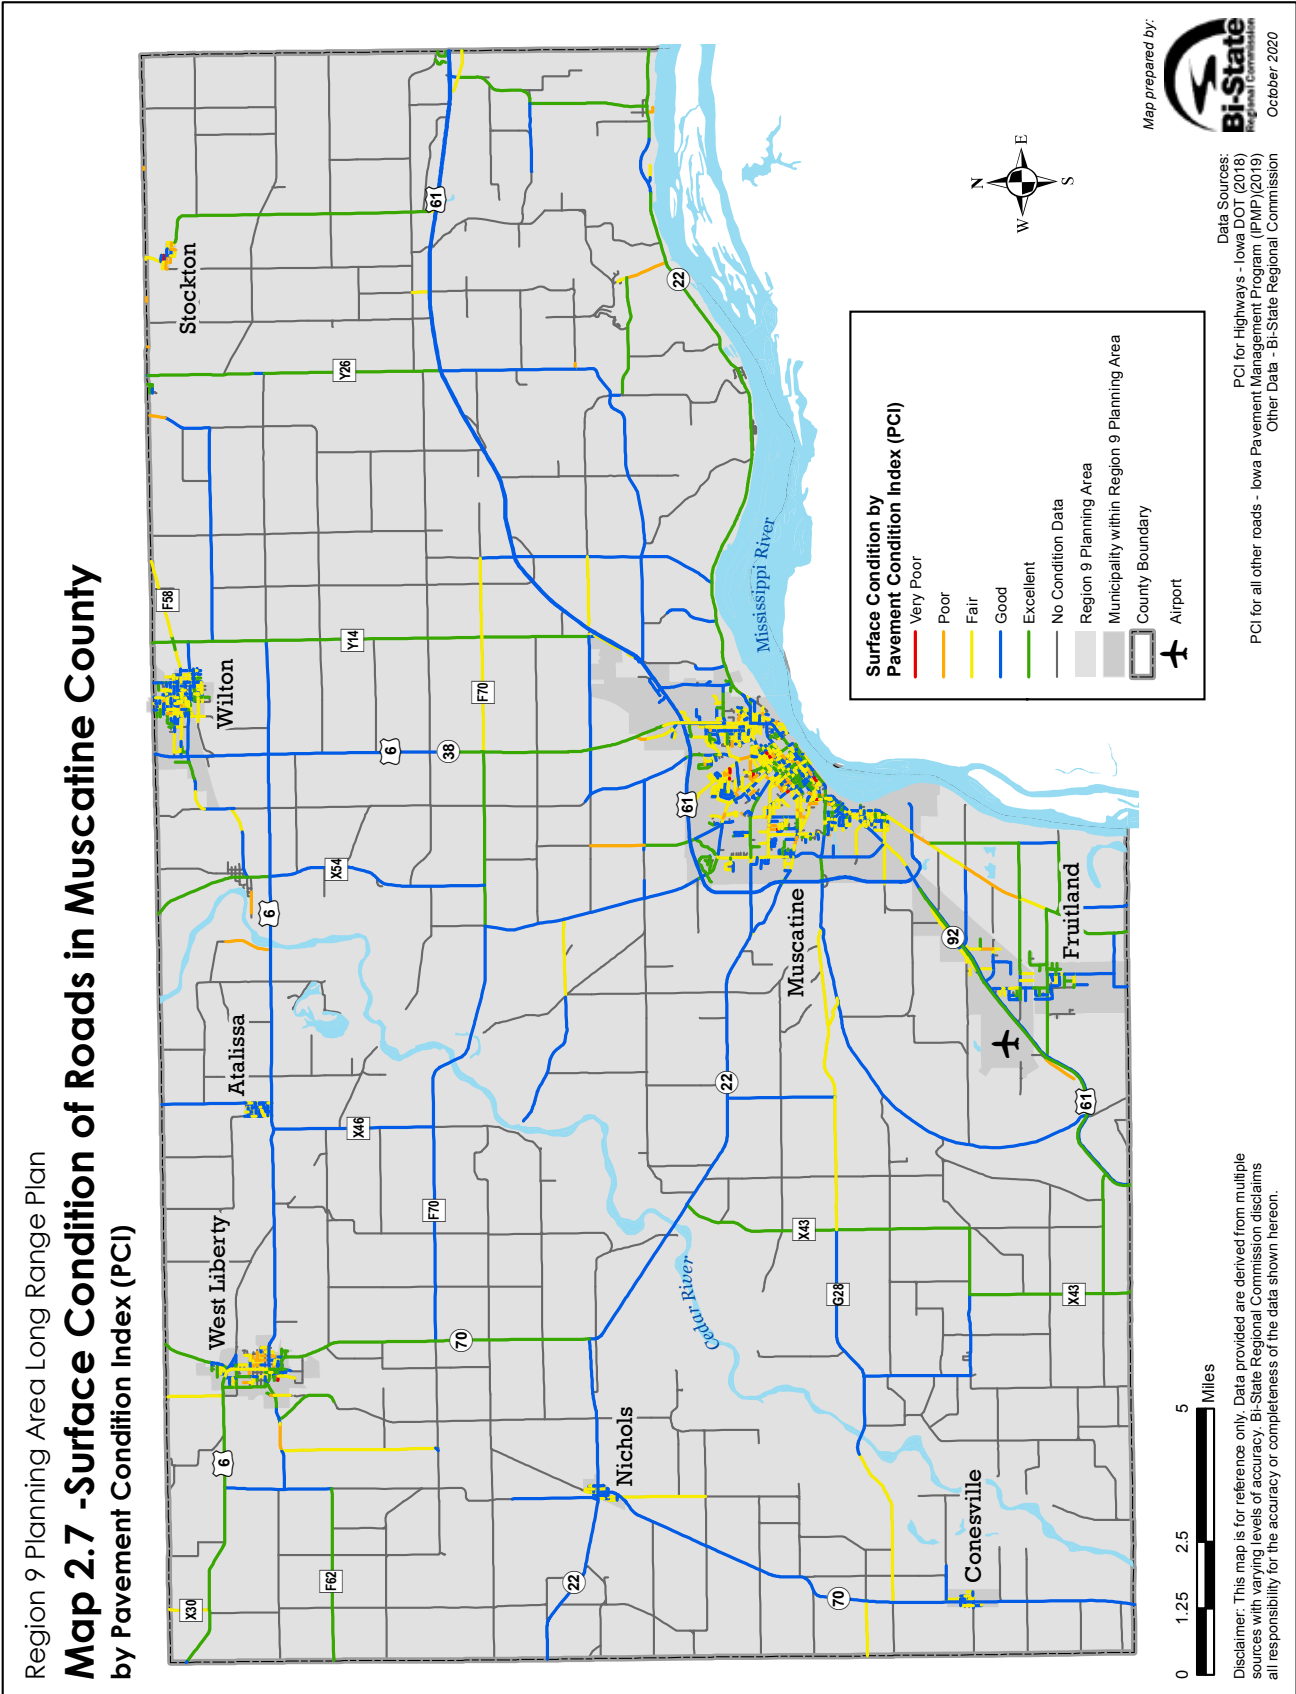 Region 9 Planning Area Long Range Plan
Map 2.7 -Surface Condition of Roads in Muscatine County
by Pavement Condition Index (PCI)
X30
6
F62
22
70
Nichols
Conesville
West Liberty
70
F70
X46
Atalissa
Cedar River
G28
X43
X43
22
61
6
X54
6
38
F70
Wilton
F58
Y14
Muscatine
61
92
Fruitland
Mississippi River
Y26
Stockton
61
22
N
E
S
W
Surface Condition by
Pavement Condition Index (PCI)
Very Poor
Poor
Fair
Good
Excellent
No Condition Data
Region 9 Planning Area
Municipality within Region 9 Planning Area
County Boundary
Airport
0 1.25 2.5 5
Miles
Disclaimer: This map is for reference only. Data provided are derived from multiple
sources with varying levels of accuracy. Bi-State Regional Commission disclaims
all responsibility for the accuracy or completeness of the data shown hereon.
Data Sources:
PCI for Highways - Iowa DOT (2018)
PCI for all other roads - Iowa Pavement Management Program (IPMP)(2019)
Other Data - Bi-State Regional Commission
Map prepared by:
Bi-State
Regional Commission
October 2020